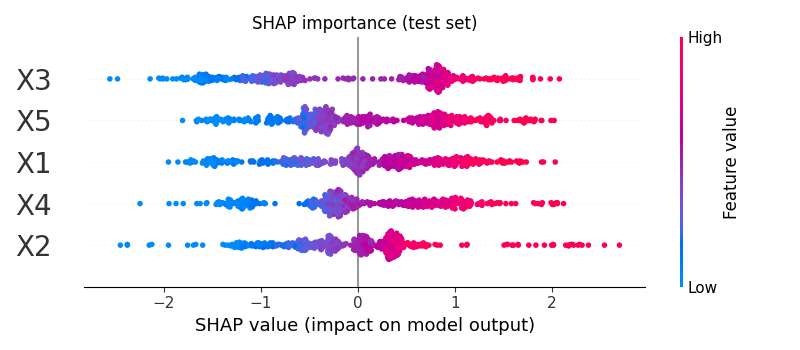 SHAP importance (test set)
High
X3
X5
X1
X4
X2
Feature value
Low
−2
−1
0
1
2
SHAP value (impact on model output)